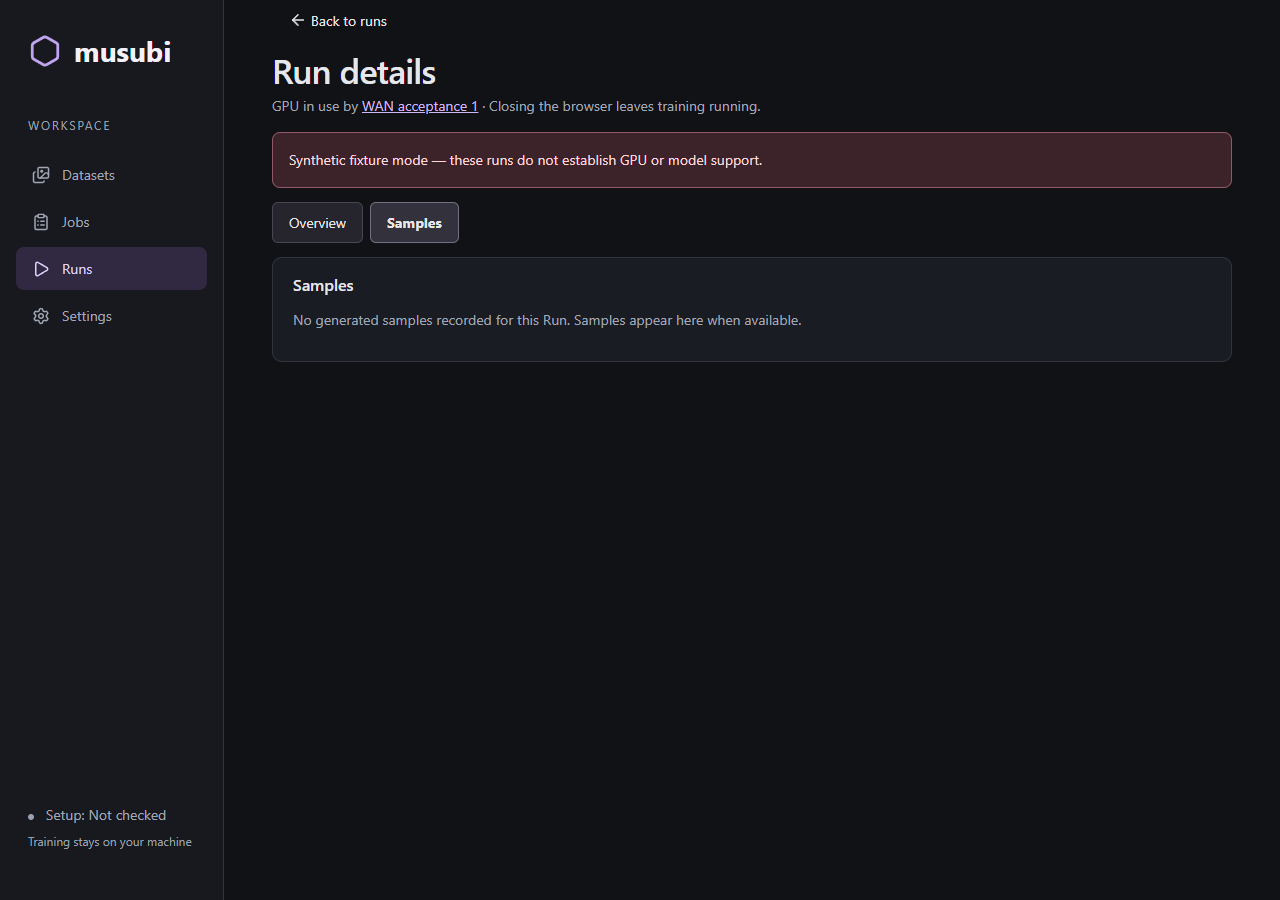 musubi
WORKSPACE
Datasets
Jobs
Runs
Settings
Setup: Not checked
Training stays on your machine
Back to runs
Run details
GPU in use by WAN acceptance 1 · Closing the browser leaves training running.
Synthetic fixture mode — these runs do not establish GPU or model support.
Overview
Samples
Samples
No generated samples recorded for this Run. Samples appear here when available.